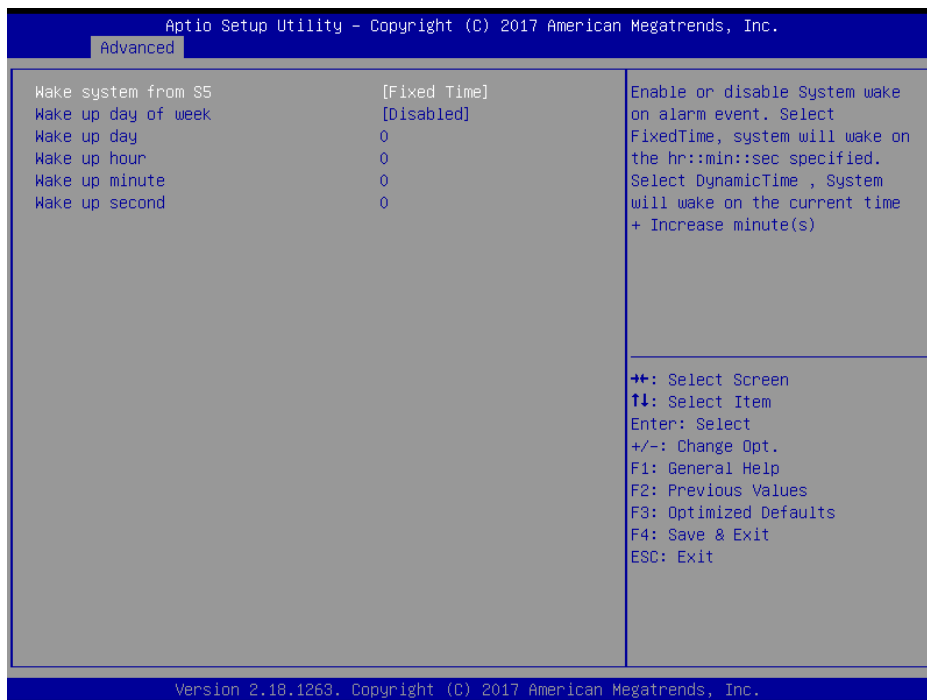 Aptio Setup Utility – Copyright (C) 2017 American Megatrends, Inc.
Advanced
Wake system from S5 [Fixed Time]
Wake up day of week [Disabled]
Wake up day 0
Wake up hour 0
Wake up minute 0
Wake up second 0
Enable or disable System wake
on alarm event. Select
FixedTime, system will wake on
the hr::min::sec specified.
Select DynamicTime , System
will wake on the current time
+ Increase minute(s)
→←: Select Screen
↑↓: Select Item
Enter: Select
+/-: Change Opt.
F1: General Help
F2: Previous Values
F3: Optimized Defaults
F4: Save & Exit
ESC: Exit
Version 2.18.1263. Copyright (C) 2017 American Megatrends, Inc.